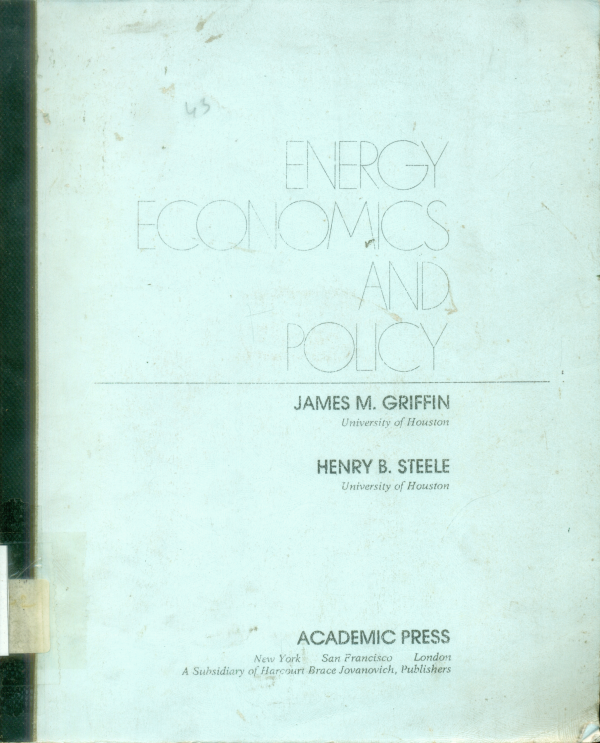 ENERGY
ECONOMICS
AND
POLICY
JAMES M. GRIFFIN
University of Houston
HENRY B. STEELE
University of Houston
ACADEMIC PRESS
New York San Francisco London
A Subsidiary of Harcourt Brace Jovanovich, Publishers